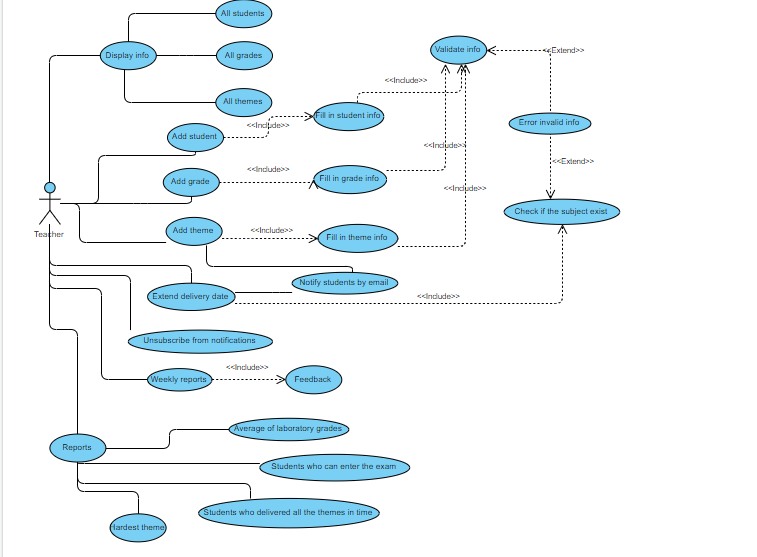 All students
Display info
All grades
All themes
Validate info
<<Extend>>
<<Include>>
Fill in student info
<<Include>>
Add student
Error invalid info
<<Include>>
<<Include>>
<<Extend>>
Add grade
Fill in grade info
<<Include>>
Teacher
Add theme
<<Include>>
Fill in theme info
Check if the subject exist
Notify students by email
Extend delivery date
<<Include>>
Unsubscribe from notifications
<<Include>>
Weekly reports
Feedback
Average of laboratory grades
Reports
Students who can enter the exam
Students who delivered all the themes in time
Hardest theme